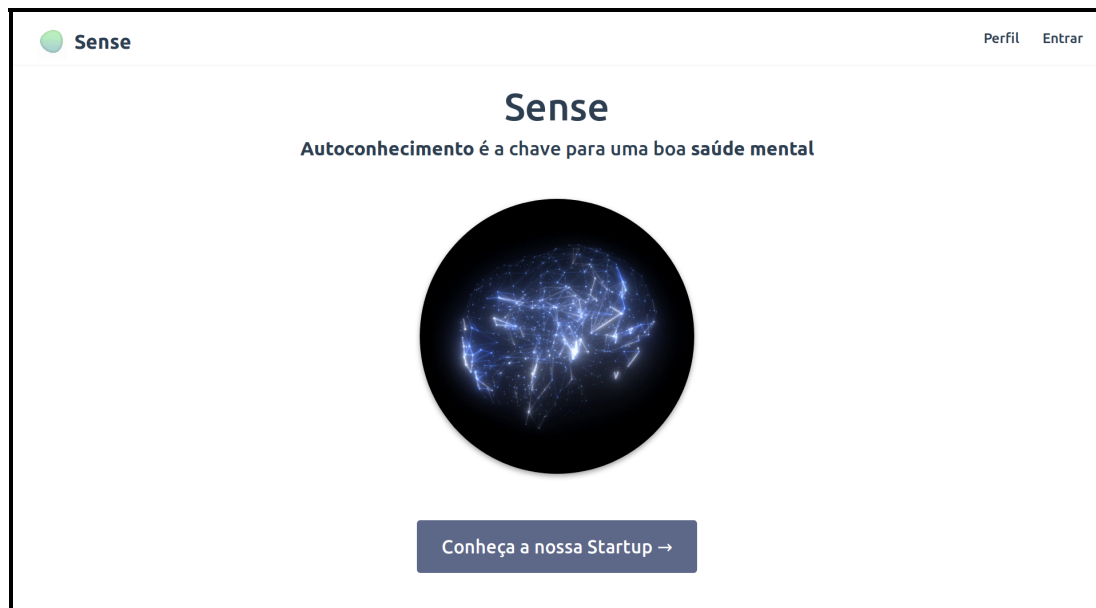 Sense
Perfil Entrar
Sense
Autoconhecimento é a chave para uma boa saúde mental
Conheça a nossa Startup →